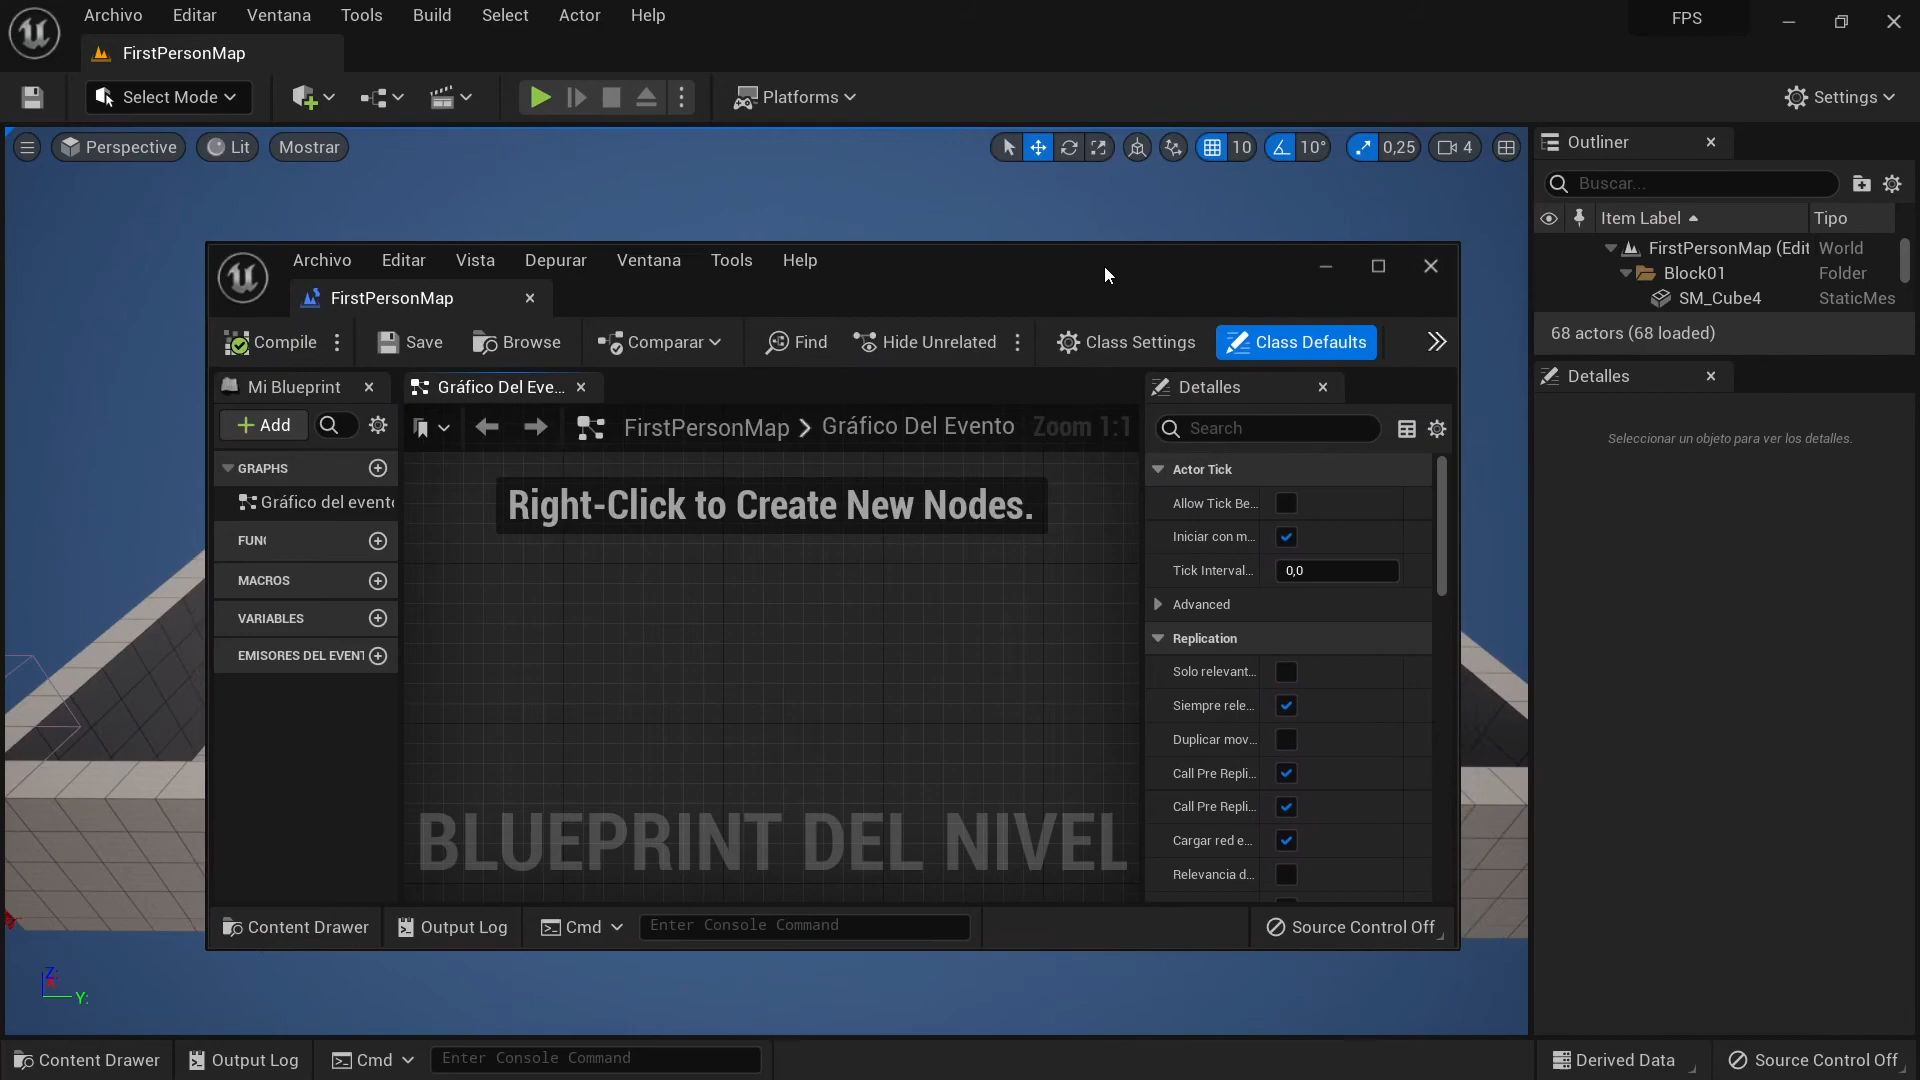 Archivo Editar Ventana Tools Build Select Actor Help
FPS
FirstPersonMap
Select Mode
Platforms
Settings
Perspective Lit Mostrar
10 10° 0,25 4
Outliner
Buscar...
Item Label Tipo
FirstPersonMap (Edit World
Block01 Folder
SM_Cube4 StaticMes
68 actors (68 loaded)
Detalles
Seleccionar un objeto para ver los detalles.
Archivo Editar Vista Depurar Ventana Tools Help
FirstPersonMap
Compile Save Browse Comparar Find Hide Unrelated Class Settings Class Defaults
Mi Blueprint
Gráfico Del Eve...
Detalles
Add
FirstPersonMap > Gráfico Del Evento Zoom 1:1
Search
GRAPHS
Gráfico del evento
FUNC
MACROS
VARIABLES
EMISORES DEL EVENT
Right-Click to Create New Nodes.
BLUEPRINT DEL NIVEL
Actor Tick
Allow Tick Be...
Iniciar con m...
Tick Interval... 0,0
Advanced
Replication
Solo relevant...
Siempre rele...
Duplicar mov...
Call Pre Repli...
Call Pre Repli...
Cargar red e...
Relevancia d...
Content Drawer Output Log Cmd Enter Console Command Source Control Off
Z:
Y:
Content Drawer Output Log Cmd Enter Console Command Derived Data Source Control Off